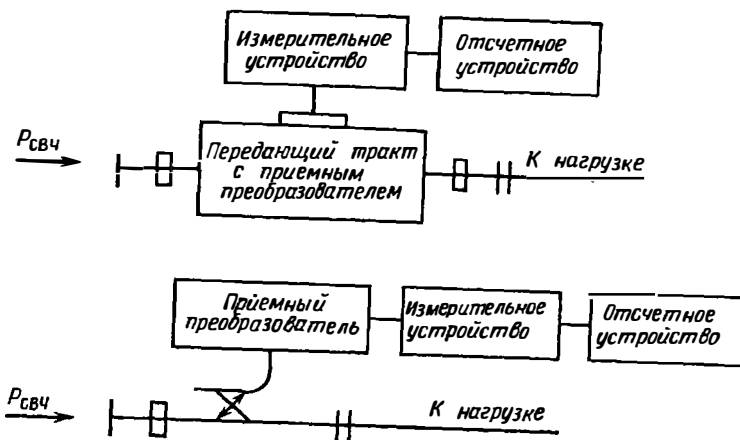 Измерительное
устройство
Отсчетное
устройство
Pсвч
Передающий тракт
с приемным
преобразователем
К нагрузке
Приемный
преобразователь
Измерительное
устройство
Отсчетное
устройство
Pсвч
К нагрузке